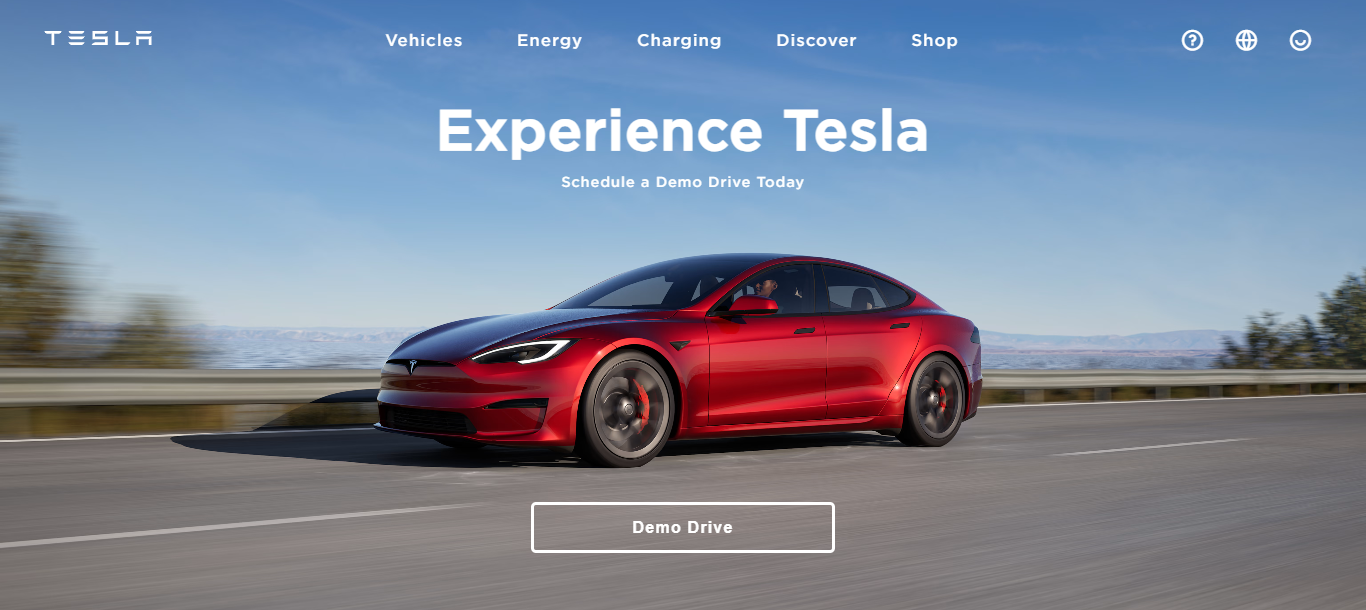 TESLA
Vehicles
Energy
Charging
Discover
Shop
Experience Tesla
Schedule a Demo Drive Today
Demo Drive